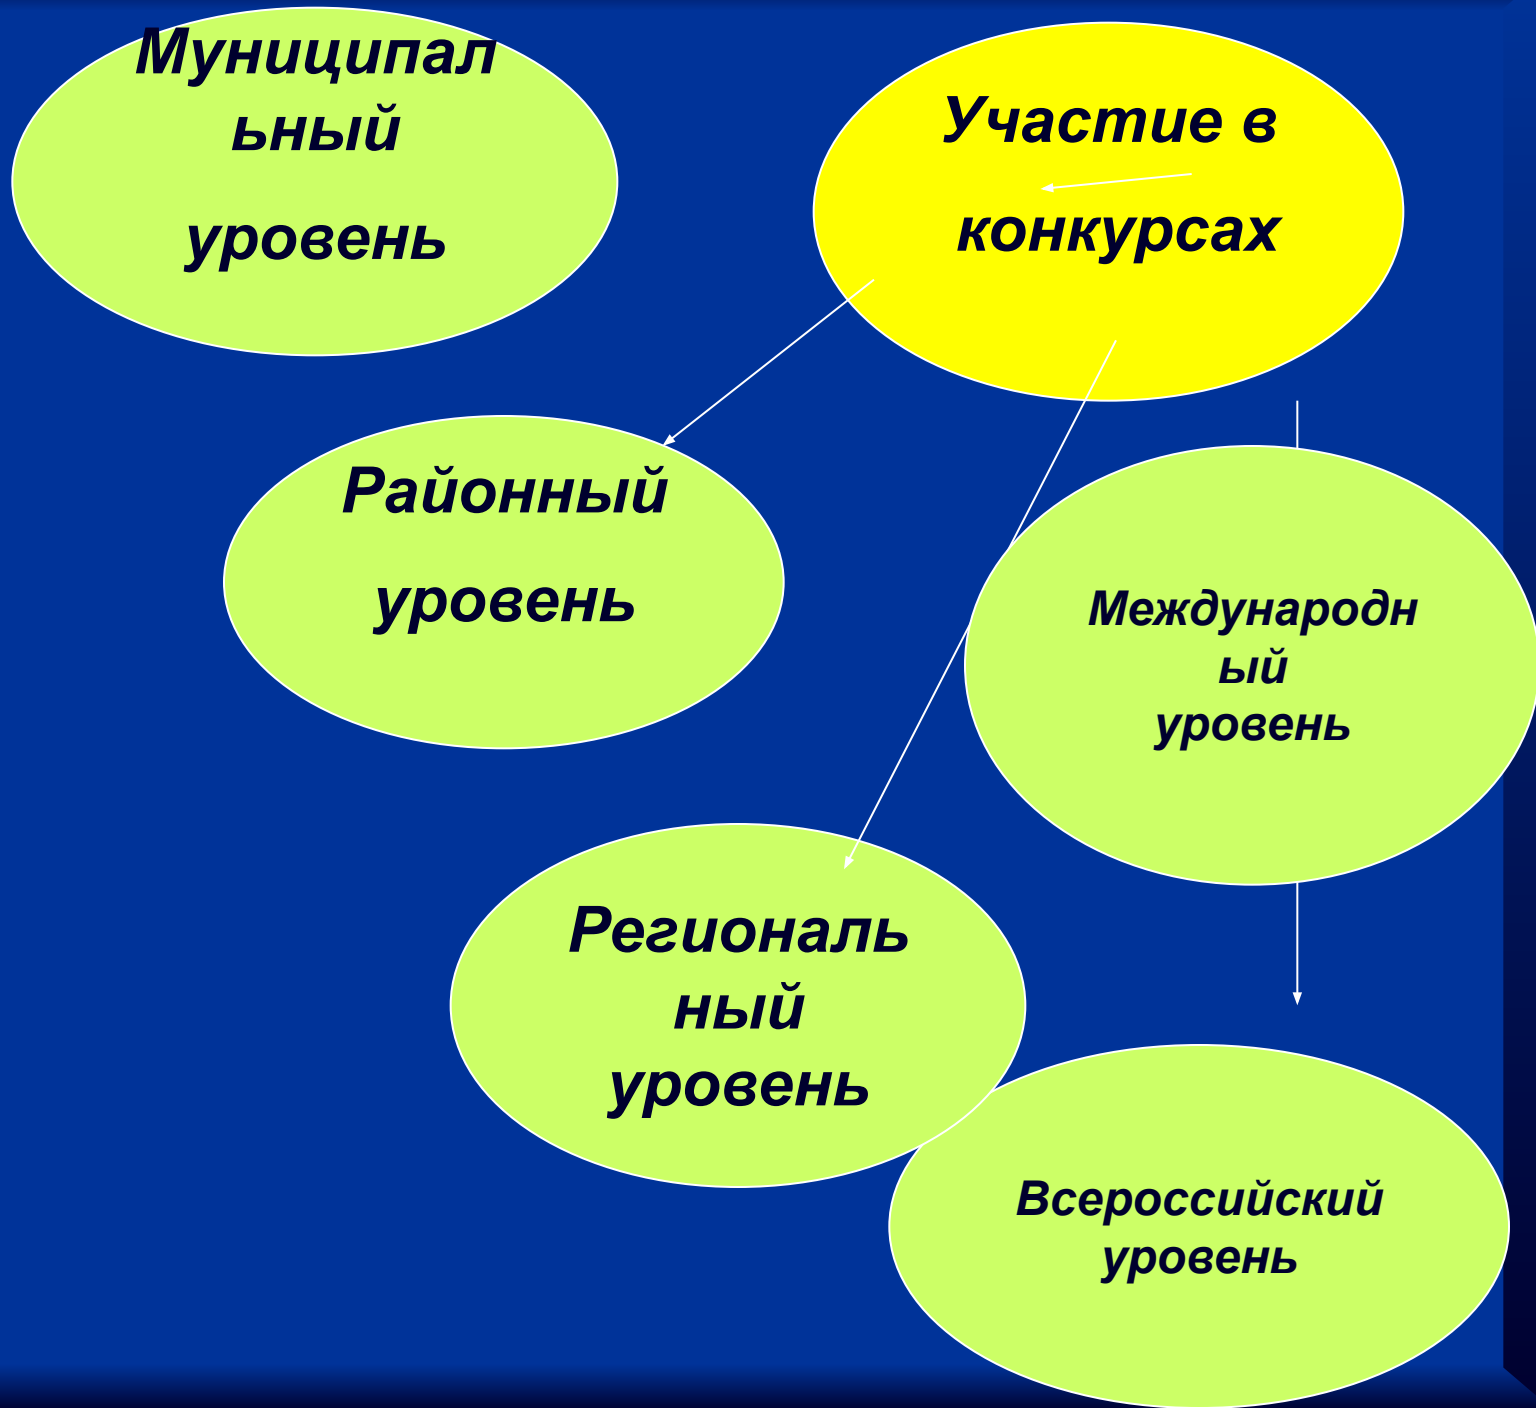 Муниципал
ьный
уровень
Участие в
конкурсах
Районный
уровень
Международн
ый
уровень
Региональ
ный
уровень
Всероссийский
уровень